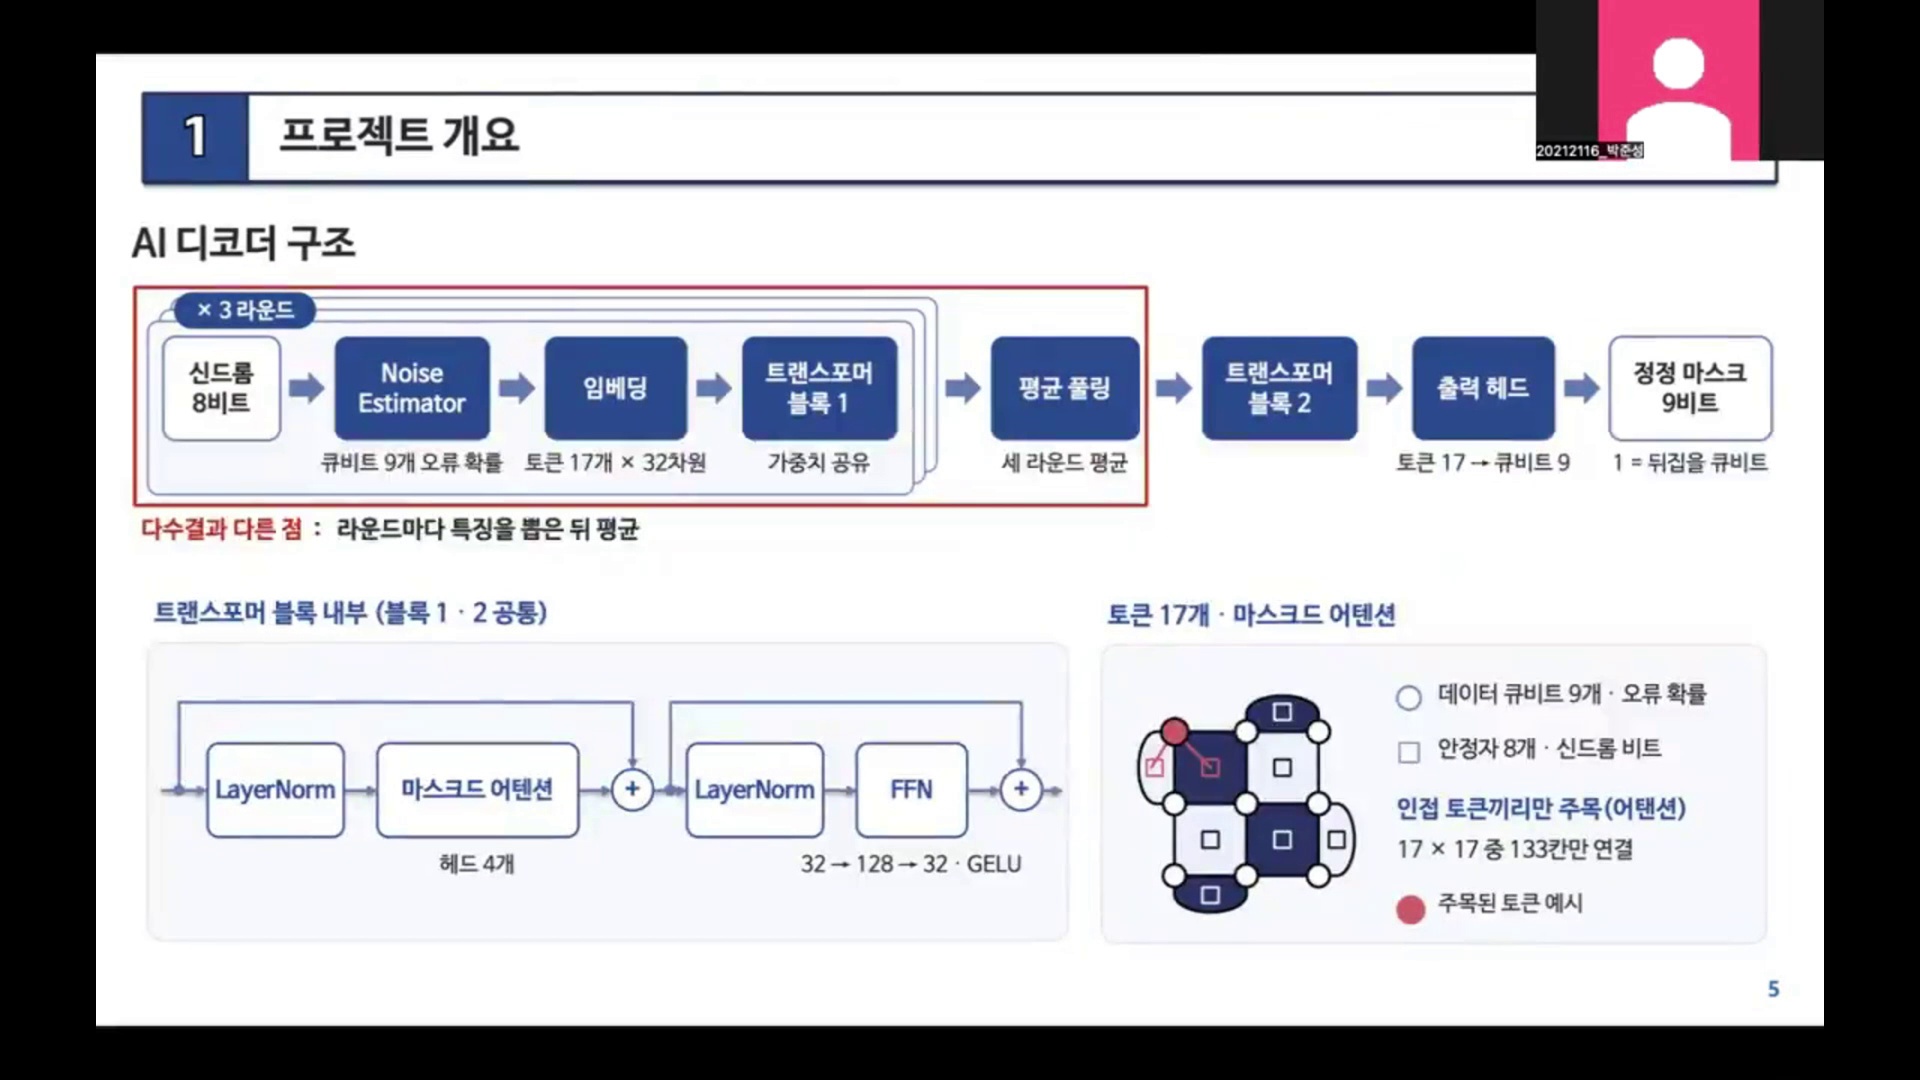 1
프로젝트 개요
20212116_박준성
AI 디코더 구조
× 3 라운드
신드롬
8비트
Noise
Estimator
큐비트 9개 오류 확률
임베딩
토큰 17개 × 32차원
트랜스포머
블록 1
가중치 공유
평균 풀링
세 라운드 평균
트랜스포머
블록 2
출력 헤드
토큰 17 → 큐비트 9
정정 마스크
9비트
1 = 뒤집을 큐비트
다수결과 다른 점 : 라운드마다 특징을 뽑은 뒤 평균
트랜스포머 블록 내부 (블록 1 · 2 공통)
LayerNorm
마스크드 어텐션
헤드 4개
+
LayerNorm
FFN
32 → 128 → 32 · GELU
+
토큰 17개 · 마스크드 어텐션
데이터 큐비트 9개 · 오류 확률
안정자 8개 · 신드롬 비트
인접 토큰끼리만 주목(어탠션)
17 × 17 중 133칸만 연결
주목된 토큰 예시
5